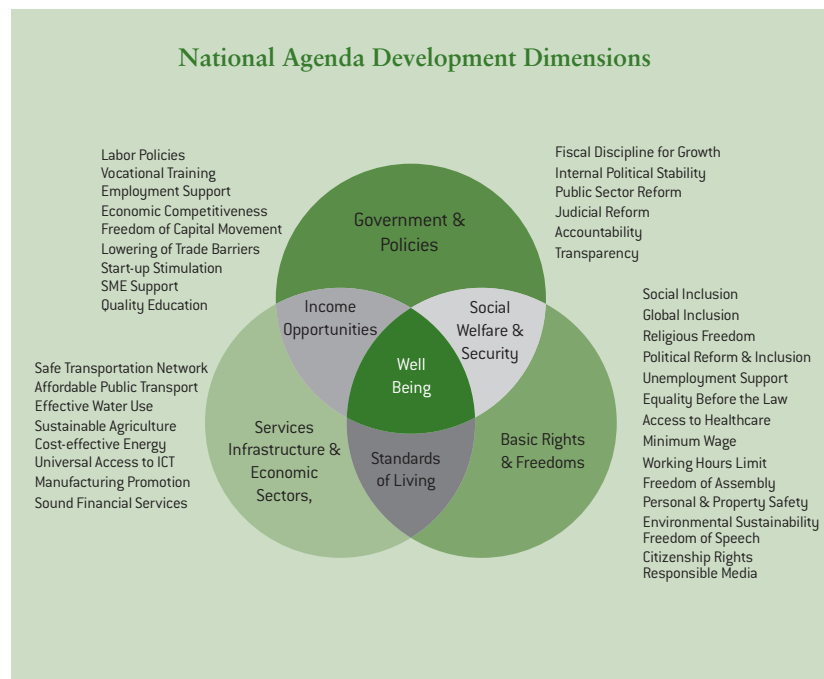 National Agenda Development Dimensions
Labor Policies
Vocational Training
Employment Support
Economic Competitiveness
Freedom of Capital Movement
Lowering of Trade Barriers
Start-up Stimulation
SME Support
Quality Education
Fiscal Discipline for Growth
Internal Political Stability
Public Sector Reform
Judicial Reform
Accountability
Transparency
Government &
Policies
Income
Opportunities
Social
Welfare &
Security
Well
Being
Safe Transportation Network
Affordable Public Transport
Effective Water Use
Sustainable Agriculture
Cost-effective Energy
Universal Access to ICT
Manufacturing Promotion
Sound Financial Services
Services
Infrastructure &
Economic
Sectors,
Standards
of Living
Basic Rights
& Freedoms
Social Inclusion
Global Inclusion
Religious Freedom
Political Reform & Inclusion
Unemployment Support
Equality Before the Law
Access to Healthcare
Minimum Wage
Working Hours Limit
Freedom of Assembly
Personal & Property Safety
Environmental Sustainability
Freedom of Speech
Citizenship Rights
Responsible Media